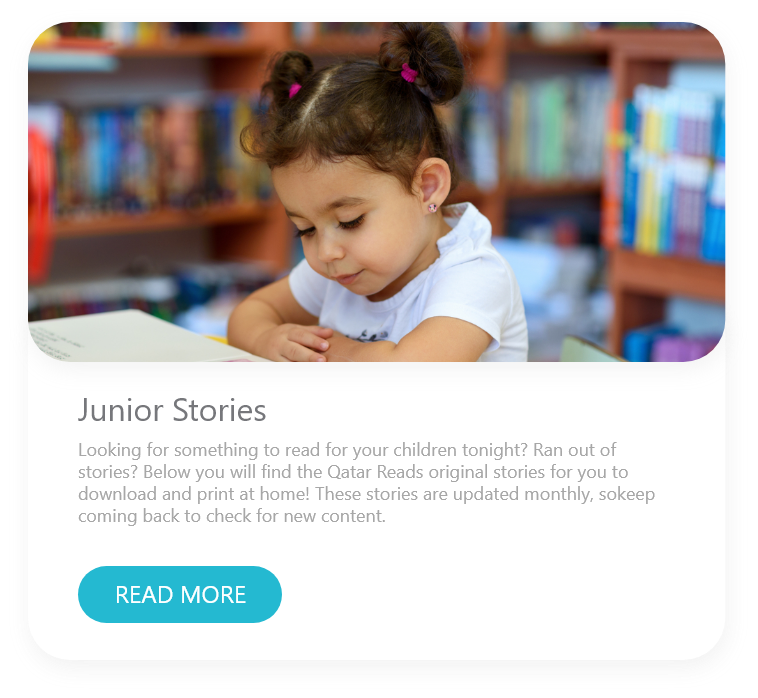 Junior Stories
Looking for something to read for your children tonight? Ran out of
stories? Below you will find the Qatar Reads original stories for you to
download and print at home! These stories are updated monthly, sokeep
coming back to check for new content.
READ MORE